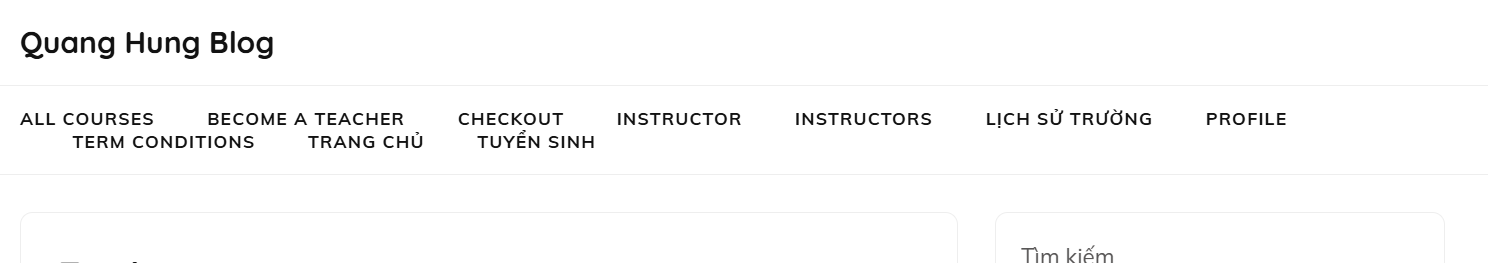 Quang Hung Blog
ALL COURSES BECOME A TEACHER CHECKOUT INSTRUCTOR INSTRUCTORS LỊCH SỬ TRƯỜNG PROFILE
TERM CONDITIONS TRANG CHỦ TUYỂN SINH
Tìm kiếm